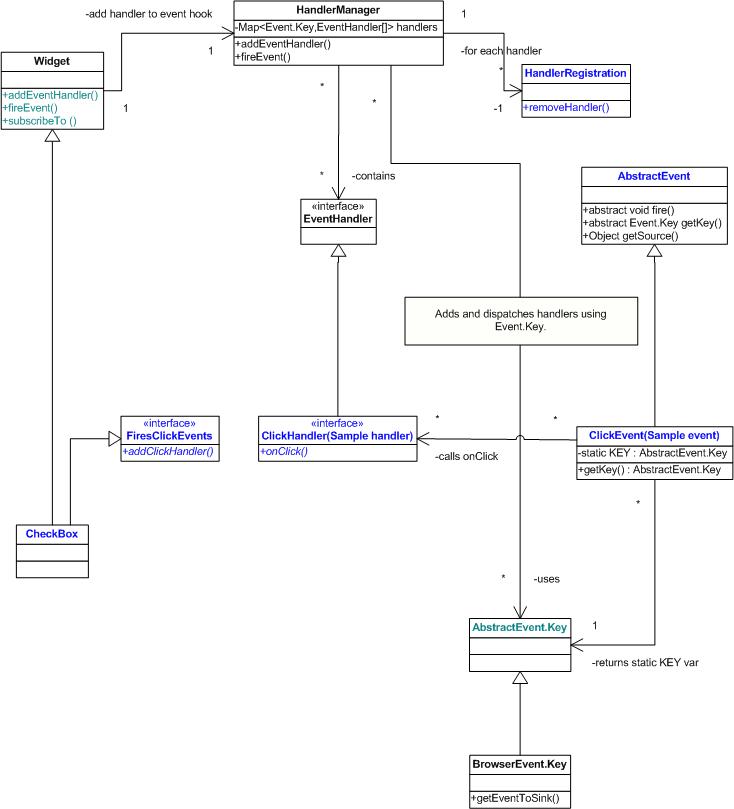 HandlerManager
-Map<Event.Key,EventHandler[]> handlers
+addEventHandler()
+fireEvent()
-add handler to event hook
1
1
1
-for each handler
*
-1
Widget
+addEventHandler()
+fireEvent()
+subscribeTo ()
HandlerRegistration
+removeHandler()
*
*
*
-contains
«interface»
EventHandler
AbstractEvent
+abstract void fire()
+abstract Event.Key getKey()
+Object getSource()
Adds and dispatches handlers using
Event.Key.
«interface»
FiresClickEvents
+addClickHandler()
«interface»
ClickHandler(Sample handler)
+onClick()
*
*
-calls onClick
ClickEvent(Sample event)
-static KEY : AbstractEvent.Key
+getKey() : AbstractEvent.Key
*
CheckBox
*
-uses
AbstractEvent.Key
1
-returns static KEY var
BrowserEvent.Key
+getEventToSink()